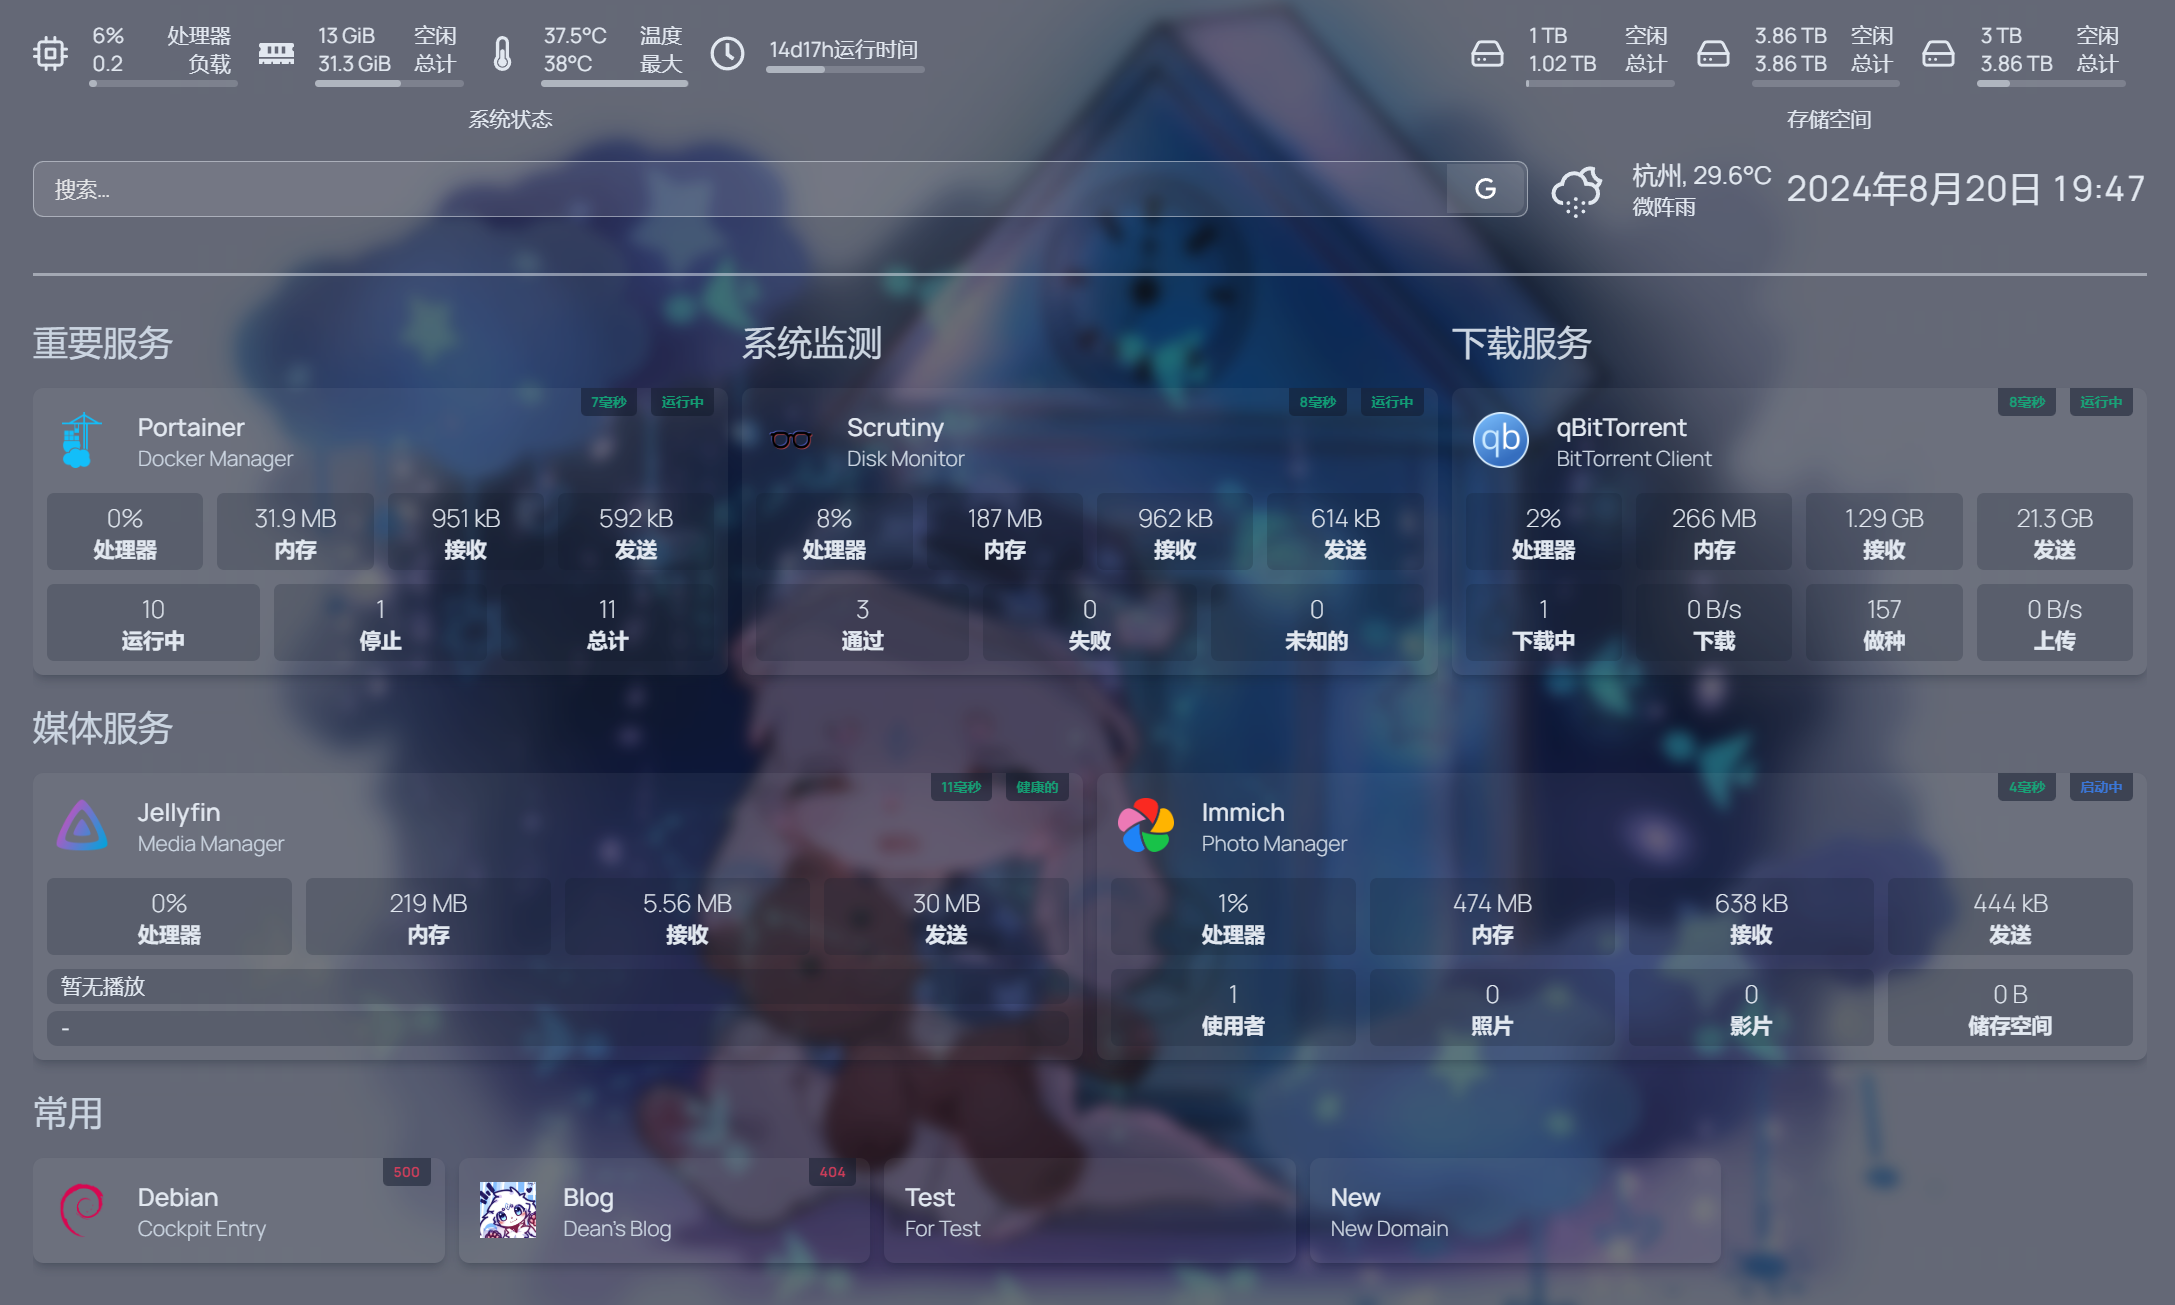 6% 处理器
0.2 负载
13 GiB 空闲
31.3 GiB 总计
37.5°C 温度
38°C 最大
14d17h运行时间
系统状态
1 TB 空闲
1.02 TB 总计
3.86 TB 空闲
3.86 TB 总计
3 TB 空闲
3.86 TB 总计
存储空间
搜索...
G
杭州, 29.6°C
微阵雨
2024年8月20日 19:47
重要服务
7毫秒 运行中
Portainer
Docker Manager
0% 31.9 MB 951 kB 592 kB
处理器 内存 接收 发送
10 1 11
运行中 停止 总计
系统监测
8毫秒 运行中
Scrutiny
Disk Monitor
8% 187 MB 962 kB 614 kB
处理器 内存 接收 发送
3 0 0
通过 失败 未知的
下载服务
8毫秒 运行中
qb
qBitTorrent
BitTorrent Client
2% 266 MB 1.29 GB 21.3 GB
处理器 内存 接收 发送
1 0 B/s 157 0 B/s
下载中 下载 做种 上传
媒体服务
11毫秒 健康的
Jellyfin
Media Manager
0% 219 MB 5.56 MB 30 MB
处理器 内存 接收 发送
暂无播放
-
4毫秒 启动中
Immich
Photo Manager
1% 474 MB 638 kB 444 kB
处理器 内存 接收 发送
1 0 0 0 B
使用者 照片 影片 储存空间
常用
500
Debian
Cockpit Entry
404
Blog
Dean's Blog
Test
For Test
New
New Domain